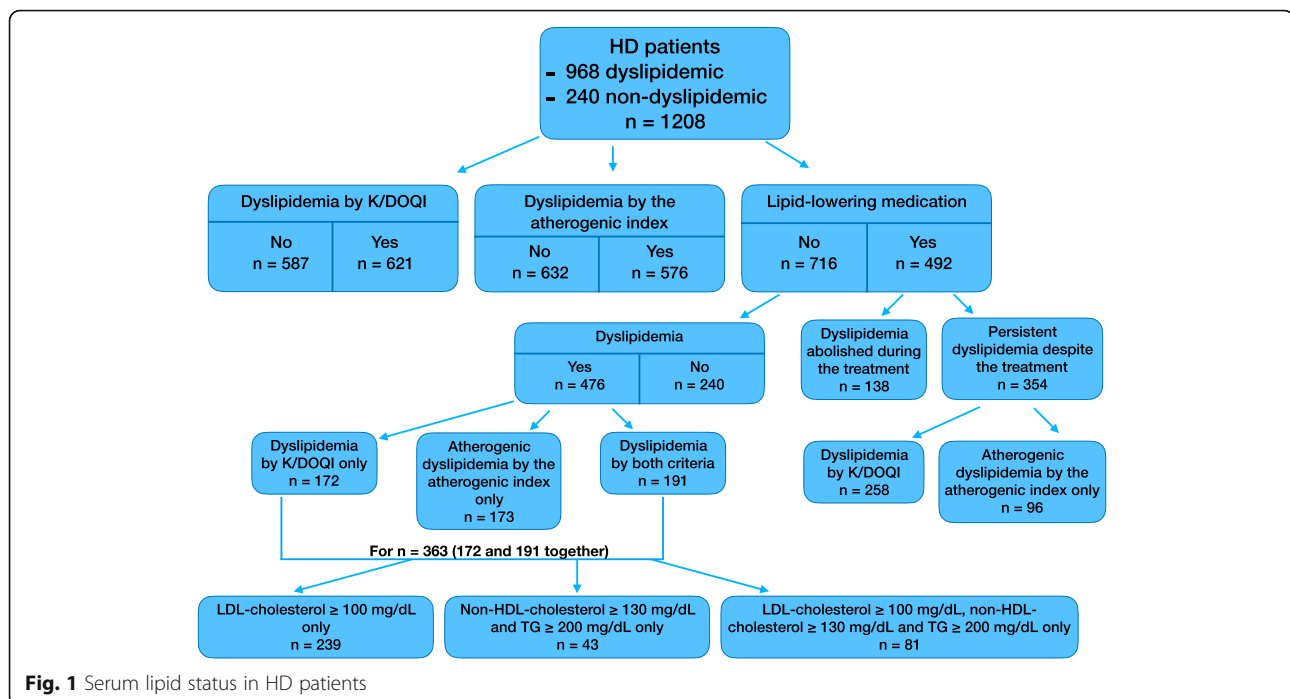 HD patients
- 968 dyslipidemic
- 240 non-dyslipidemic
n = 1208
Dyslipidemia by K/DOQI
No
n = 587
Yes
n = 621
Dyslipidemia by the
atherogenic index
No
n = 632
Yes
n = 576
Lipid-lowering medication
No
n = 716
Yes
n = 492
Dyslipidemia
Yes
n = 476
No
n = 240
Dyslipidemia
abolished during
the treatment
n = 138
Persistent
dyslipidemia despite
the treatment
n = 354
Dyslipidemia
by K/DOQI only
n = 172
Atherogenic
dyslipidemia by the
atherogenic index
only
n = 173
Dyslipidemia
by both criteria
n = 191
Dyslipidemia
by K/DOQI
n = 258
Atherogenic
dyslipidemia by the
atherogenic index only
n = 96
For n = 363 (172 and 191 together)
LDL-cholesterol ≥ 100 mg/dL
only
n = 239
Non-HDL-cholesterol ≥ 130 mg/dL
and TG ≥ 200 mg/dL only
n = 43
LDL-cholesterol ≥ 100 mg/dL, non-HDL-
cholesterol ≥ 130 mg/dL and TG ≥ 200 mg/dL only
n = 81
Fig. 1 Serum lipid status in HD patients